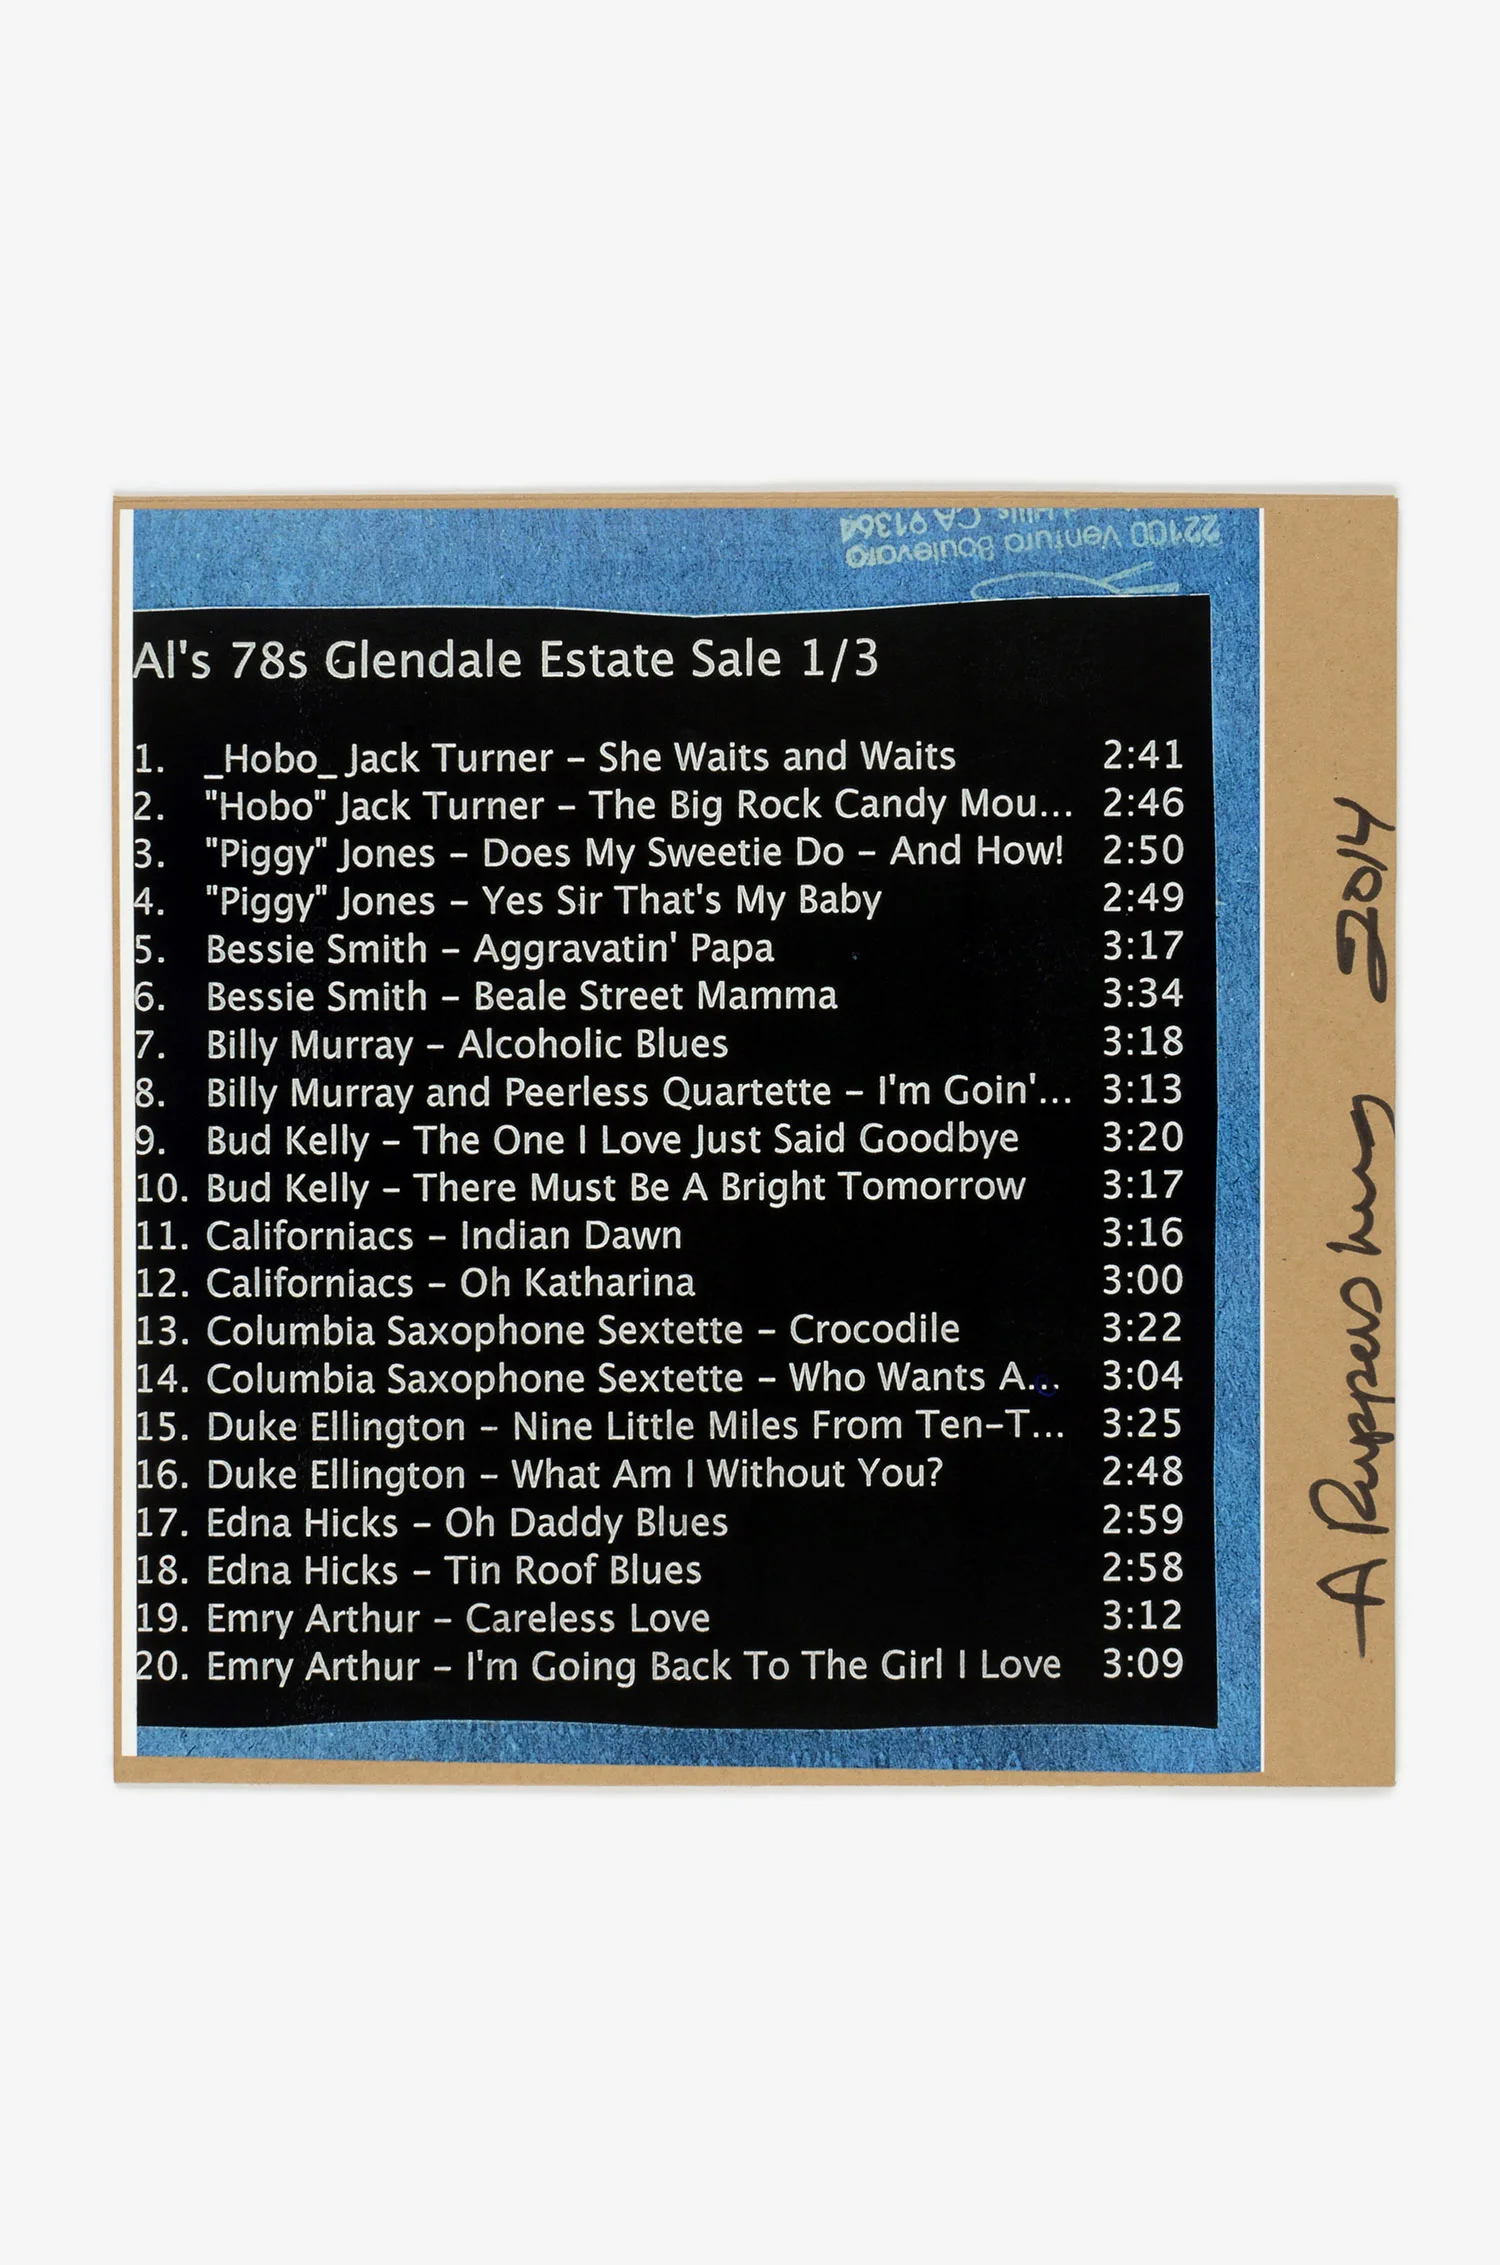 22100 Ventura Boulevard
Hills, CA 91364
Al's 78s Glendale Estate Sale 1/3
1. _Hobo_ Jack Turner – She Waits and Waits 2:41
2. "Hobo" Jack Turner – The Big Rock Candy Mou... 2:46
3. "Piggy" Jones – Does My Sweetie Do – And How! 2:50
4. "Piggy" Jones – Yes Sir That's My Baby 2:49
5. Bessie Smith – Aggravatin' Papa 3:17
6. Bessie Smith – Beale Street Mamma 3:34
7. Billy Murray – Alcoholic Blues 3:18
8. Billy Murray and Peerless Quartette – I'm Goin'... 3:13
9. Bud Kelly – The One I Love Just Said Goodbye 3:20
10. Bud Kelly – There Must Be A Bright Tomorrow 3:17
11. Californiacs – Indian Dawn 3:16
12. Californiacs – Oh Katharina 3:00
13. Columbia Saxophone Sextette – Crocodile 3:22
14. Columbia Saxophone Sextette – Who Wants A... 3:04
15. Duke Ellington – Nine Little Miles From Ten–T... 3:25
16. Duke Ellington – What Am I Without You? 2:48
17. Edna Hicks – Oh Daddy Blues 2:59
18. Edna Hicks – Tin Roof Blues 2:58
19. Emry Arthur – Careless Love 3:12
20. Emry Arthur – I'm Going Back To The Girl I Love 3:09
A Ruppersberg 2014